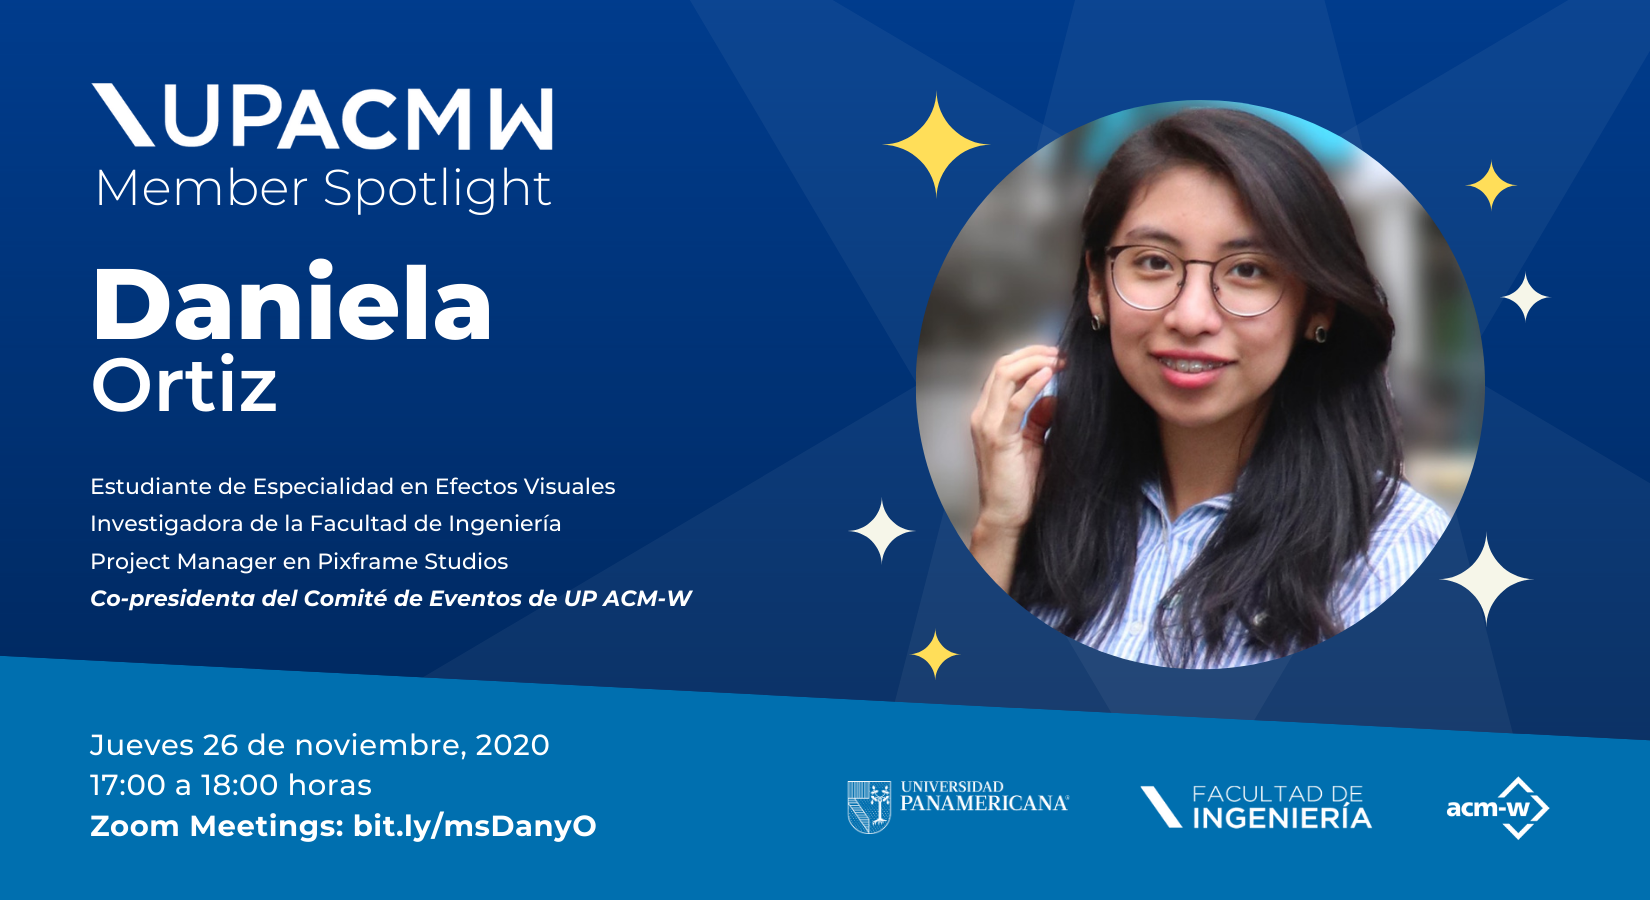 UPACMW
Member Spotlight
Daniela
Ortiz
Estudiante de Especialidad en Efectos Visuales
Investigadora de la Facultad de Ingeniería
Project Manager en Pixframe Studios
Co-presidenta del Comité de Eventos de UP ACM-W
Jueves 26 de noviembre, 2020
17:00 a 18:00 horas
Zoom Meetings: bit.ly/msDanyO
UNIVERSIDAD
PANAMERICANA®
FACULTAD DE
INGENIERÍA
acm-w